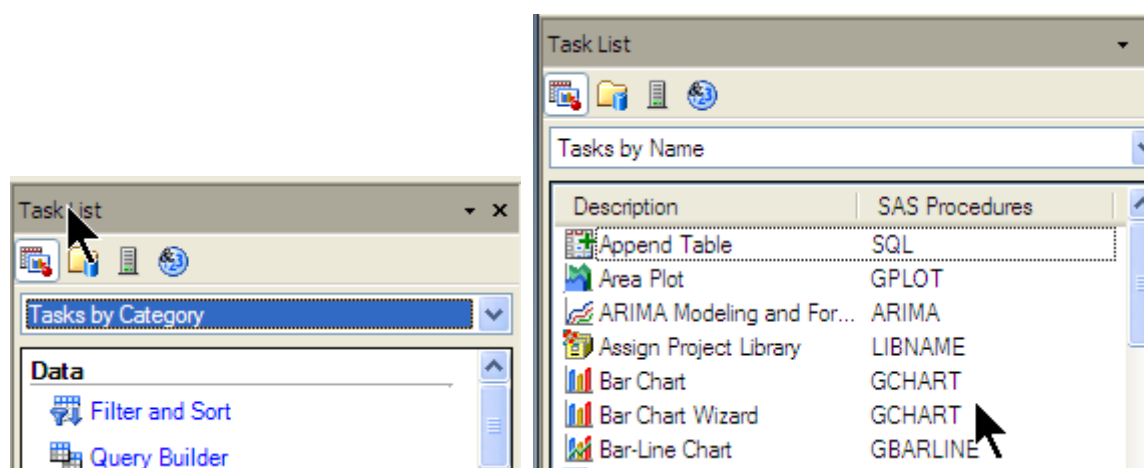 Task List
Tasks by Category
Data
Filter and Sort
Query Builder
Task List
Tasks by Name
Description SAS Procedures
Append Table SQL
Area Plot GPLOT
ARIMA Modeling and For... ARIMA
Assign Project Library LIBNAME
Bar Chart GCHART
Bar Chart Wizard GCHART
Bar-Line Chart GBARLINE